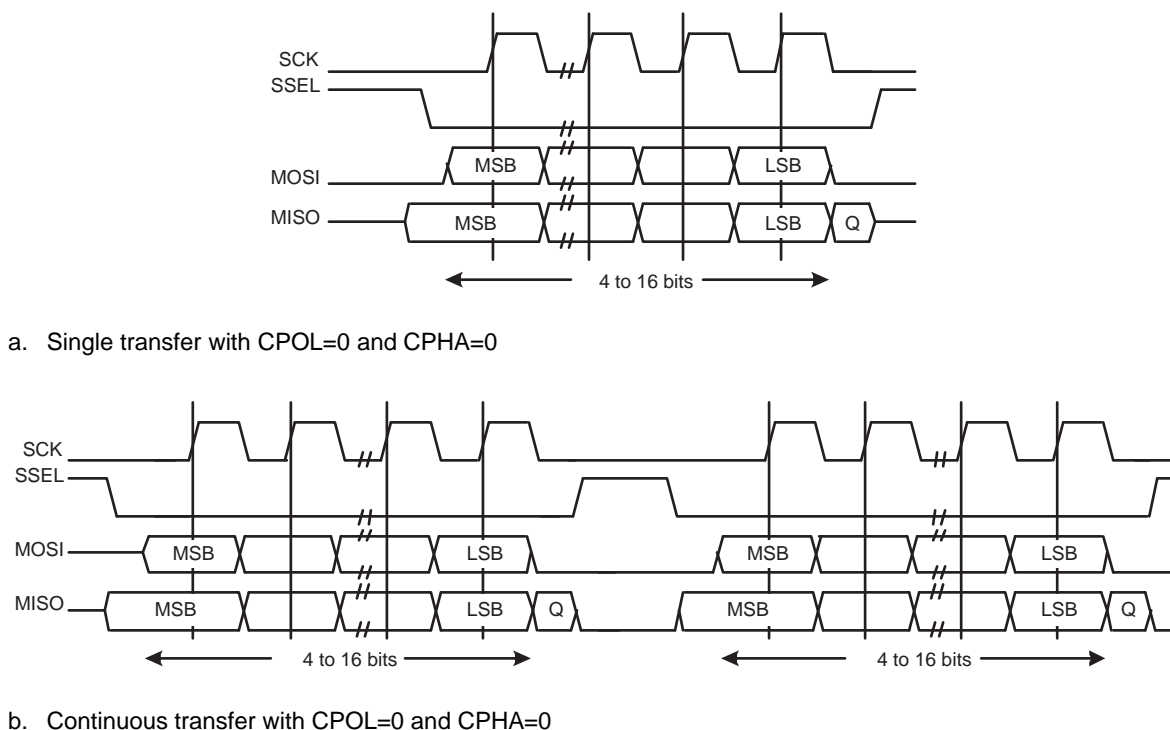 SCK
SSEL
MOSI MSB LSB
MISO MSB LSB Q
4 to 16 bits
a. Single transfer with CPOL=0 and CPHA=0
SCK
SSEL
MOSI MSB LSB MSB LSB
MISO MSB LSB Q MSB LSB Q
4 to 16 bits 4 to 16 bits
b. Continuous transfer with CPOL=0 and CPHA=0